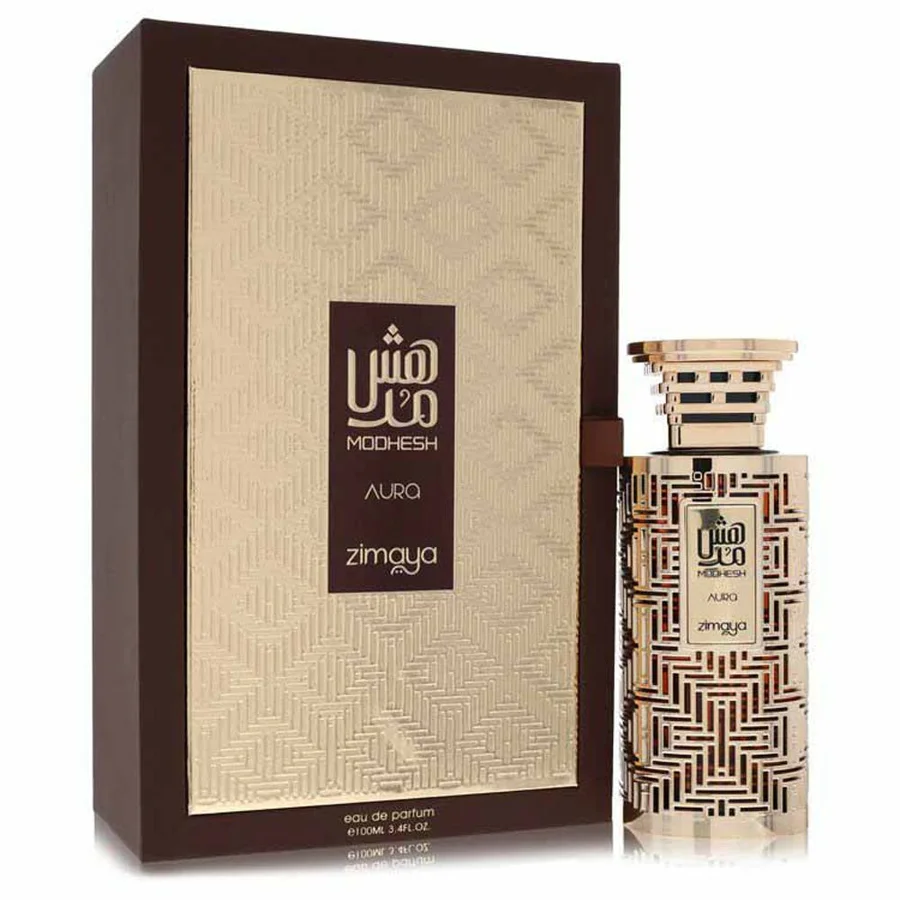 مدهش
MODHESH
AURA
zimaya
eau de parfum
e100ML 3.4FL.OZ.
مدهش
MODHESH
AURA
zimaya